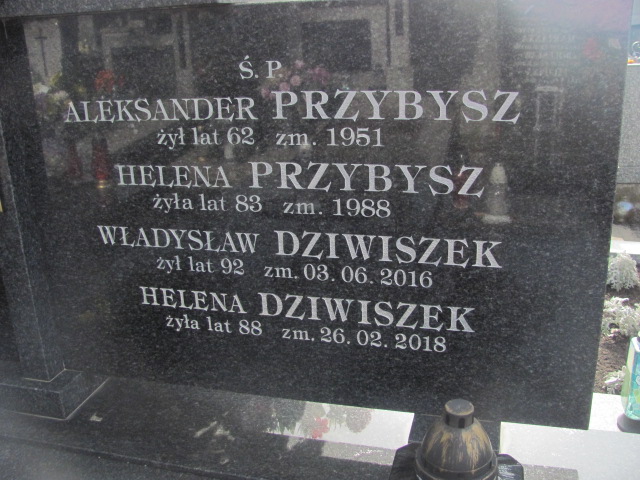 Ś. P
ALEKSANDER PRZYBYSZ
żył lat 62 zm. 1951
HELENA PRZYBYSZ
żyła lat 83 zm. 1988
WŁADYSŁAW DZIWISZEK
żył lat 92 zm. 03. 06. 2016
HELENA DZIWISZEK
żyła lat 88 zm. 26. 02. 2018